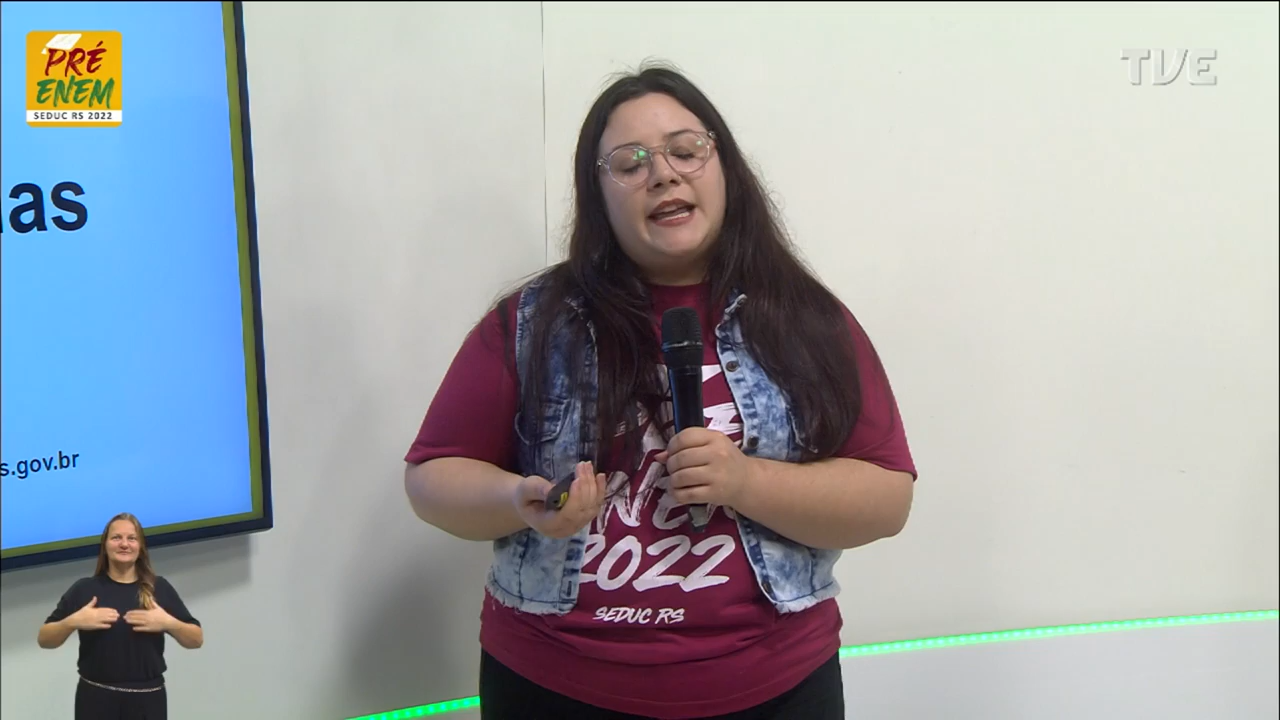 PRÉ
ENEM
SEDUC RS 2022
TVE
as
s.gov.br
2022
SEDUC RS